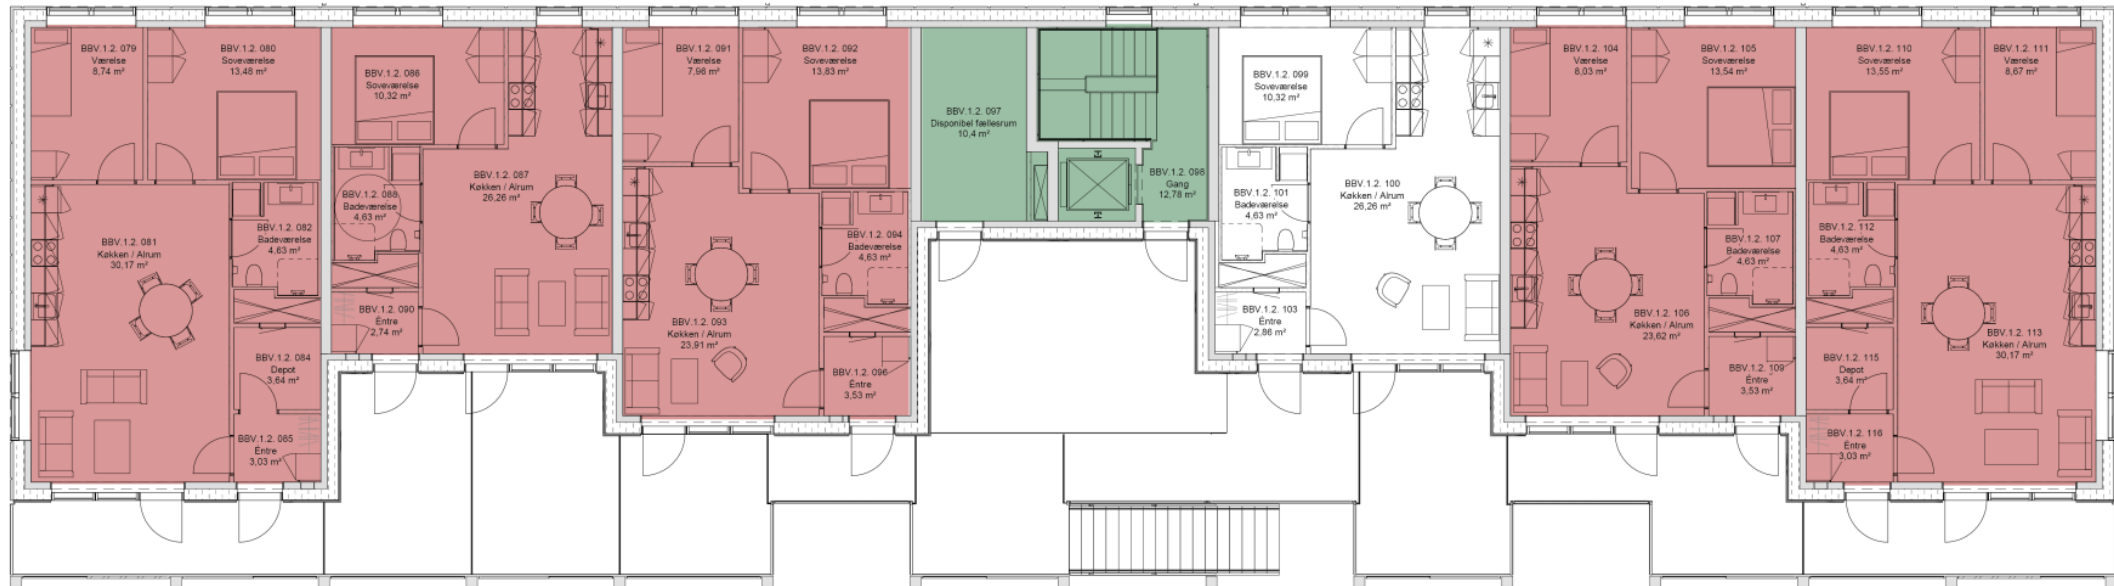 BBV.1.2. 079
Værelse
8,74 m²
BBV.1.2. 080
Soveværelse
13,48 m²
BBV.1.2. 081
Køkken / Alrum
30,17 m²
BBV.1.2. 082
Badeværelse
4,63 m²
BBV.1.2. 084
Depot
3,64 m²
BBV.1.2. 085
Éntre
3,03 m²
BBV.1.2. 086
Soveværelse
10,32 m²
BBV.1.2. 087
Køkken / Alrum
26,26 m²
BBV.1.2. 088
Badeværelse
4,63 m²
BBV.1.2. 090
Éntre
2,74 m²
BBV.1.2. 091
Værelse
7,96 m²
BBV.1.2. 092
Soveværelse
13,83 m²
BBV.1.2. 093
Køkken / Alrum
23,91 m²
BBV.1.2. 094
Badeværelse
4,63 m²
BBV.1.2. 096
Éntre
3,53 m²
BBV.1.2. 097
Disponibel fællesrum
10,4 m²
BBV.1.2. 098
Gang
12,78 m²
BBV.1.2. 099
Soveværelse
10,32 m²
BBV.1.2. 100
Køkken / Alrum
26,26 m²
BBV.1.2. 101
Badeværelse
4,63 m²
BBV.1.2. 103
Éntre
2,86 m²
BBV.1.2. 104
Værelse
8,03 m²
BBV.1.2. 105
Soveværelse
13,54 m²
BBV.1.2. 106
Køkken / Alrum
23,62 m²
BBV.1.2. 107
Badeværelse
4,63 m²
BBV.1.2. 109
Éntre
3,53 m²
BBV.1.2. 110
Soveværelse
13,55 m²
BBV.1.2. 111
Værelse
8,67 m²
BBV.1.2. 112
Badeværelse
4,63 m²
BBV.1.2. 113
Køkken / Alrum
30,17 m²
BBV.1.2. 115
Depot
3,64 m²
BBV.1.2. 116
Éntre
3,03 m²